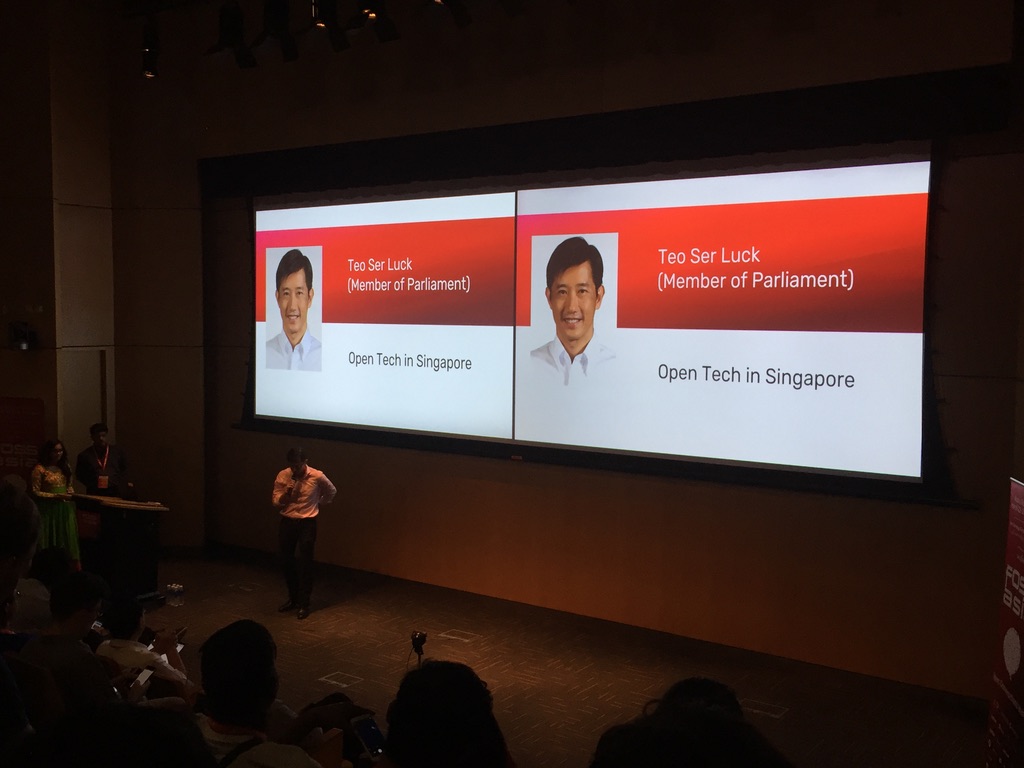 Teo Ser Luck
(Member of Parliament)
Open Tech in Singapore
Teo Ser Luck
(Member of Parliament)
Open Tech in Singapore